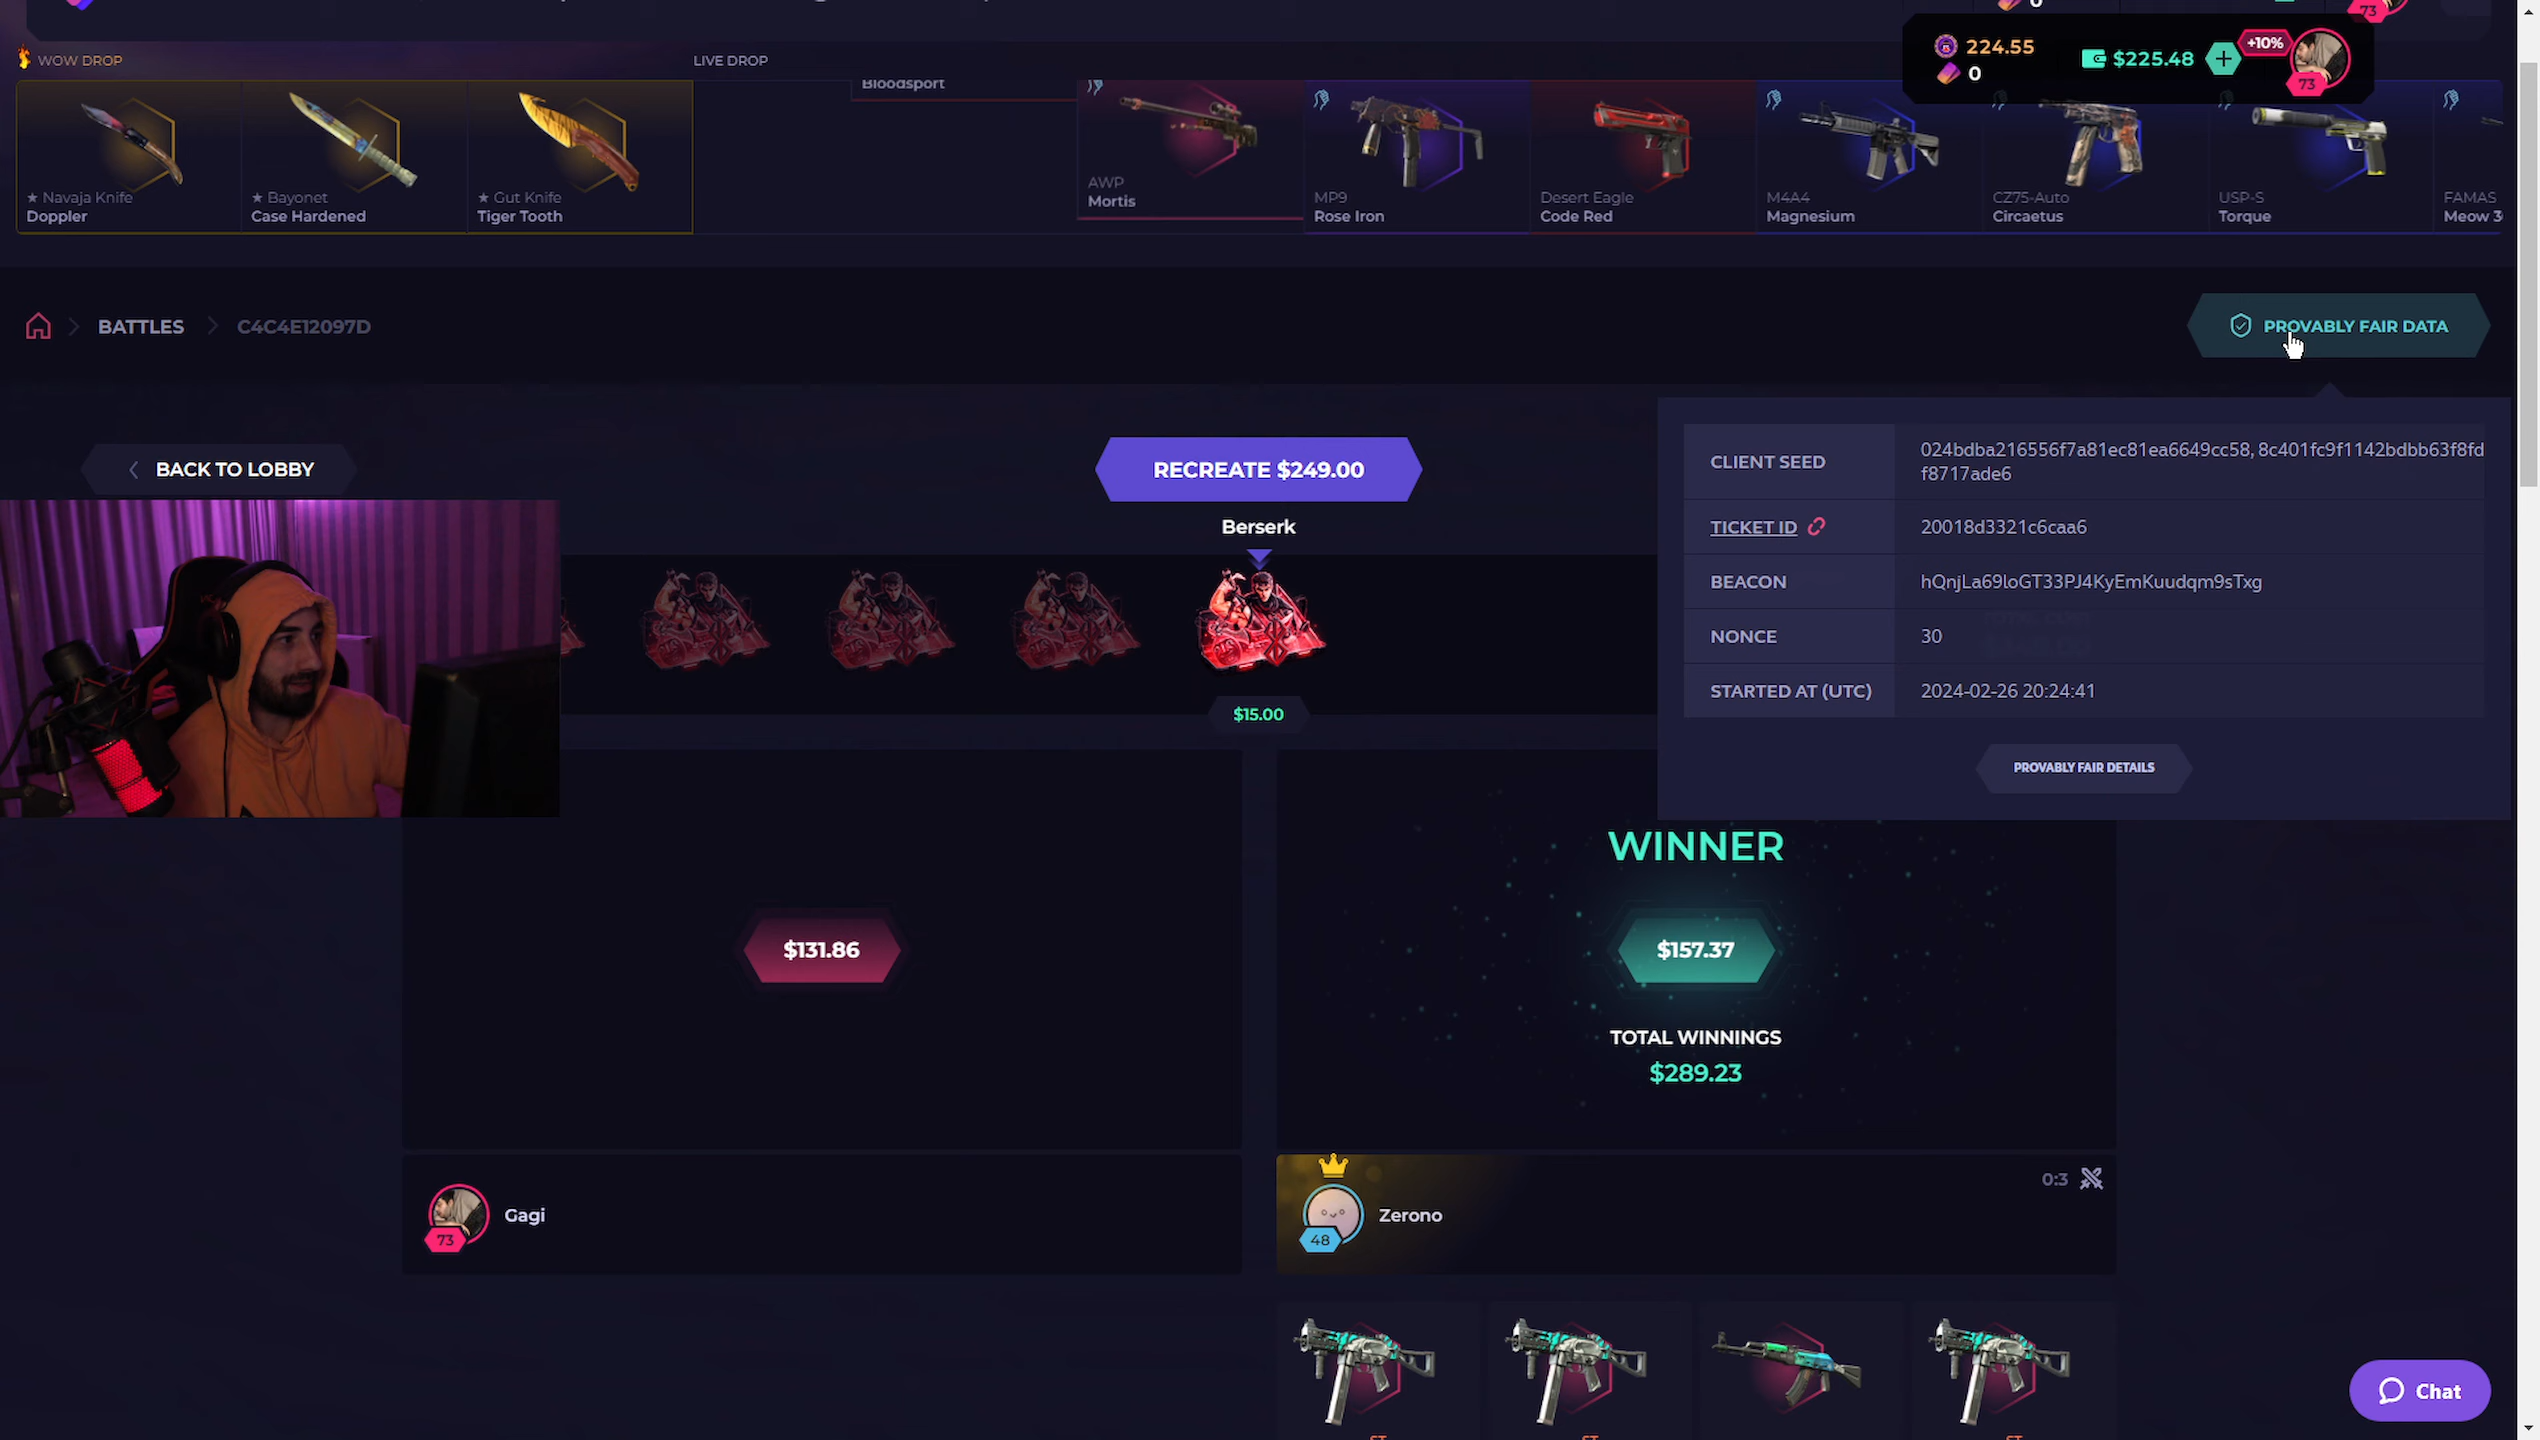 0
73
224.55
0
$225.48
+10%
73
WOW DROP
LIVE DROP
★ Navaja Knife
Doppler
★ Bayonet
Case Hardened
★ Gut Knife
Tiger Tooth
Bloodsport
AWP
Mortis
MP9
Rose Iron
Desert Eagle
Code Red
M4A4
Magnesium
CZ75-Auto
Circaetus
USP-S
Torque
FAMAS
Meow 3
BATTLES
C4C4E12097D
PROVABLY FAIR DATA
BACK TO LOBBY
RECREATE $249.00
Berserk
$15.00
CLIENT SEED
024bdba216556f7a81ec81ea6649cc58, 8c401fc9f1142bdbb63f8fd
f8717ade6
TICKET ID
20018d3321c6caa6
BEACON
hQnjLa69loGT33PJ4KyEmKuudqm9sTxg
NONCE
30
STARTED AT (UTC)
2024-02-26 20:24:41
PROVABLY FAIR DETAILS
$131.86
WINNER
$157.37
TOTAL WINNINGS
$289.23
Gagi
73
Zerono
48
0:3
Chat